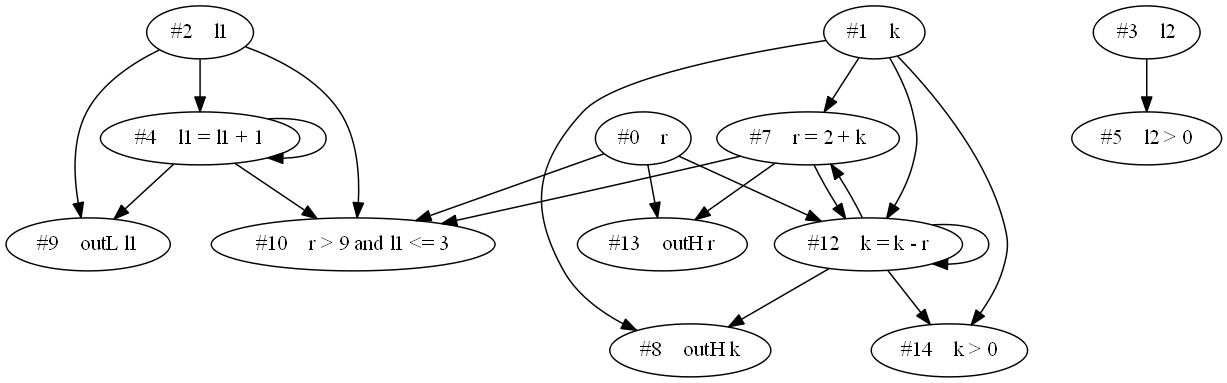 #2 l1
#1 k
#3 l2
#4 l1 = l1 + 1
#0 r
#7 r = 2 + k
#5 l2 > 0
#9 outL l1
#10 r > 9 and l1 <= 3
#13 outH r
#12 k = k - r
#8 outH k
#14 k > 0